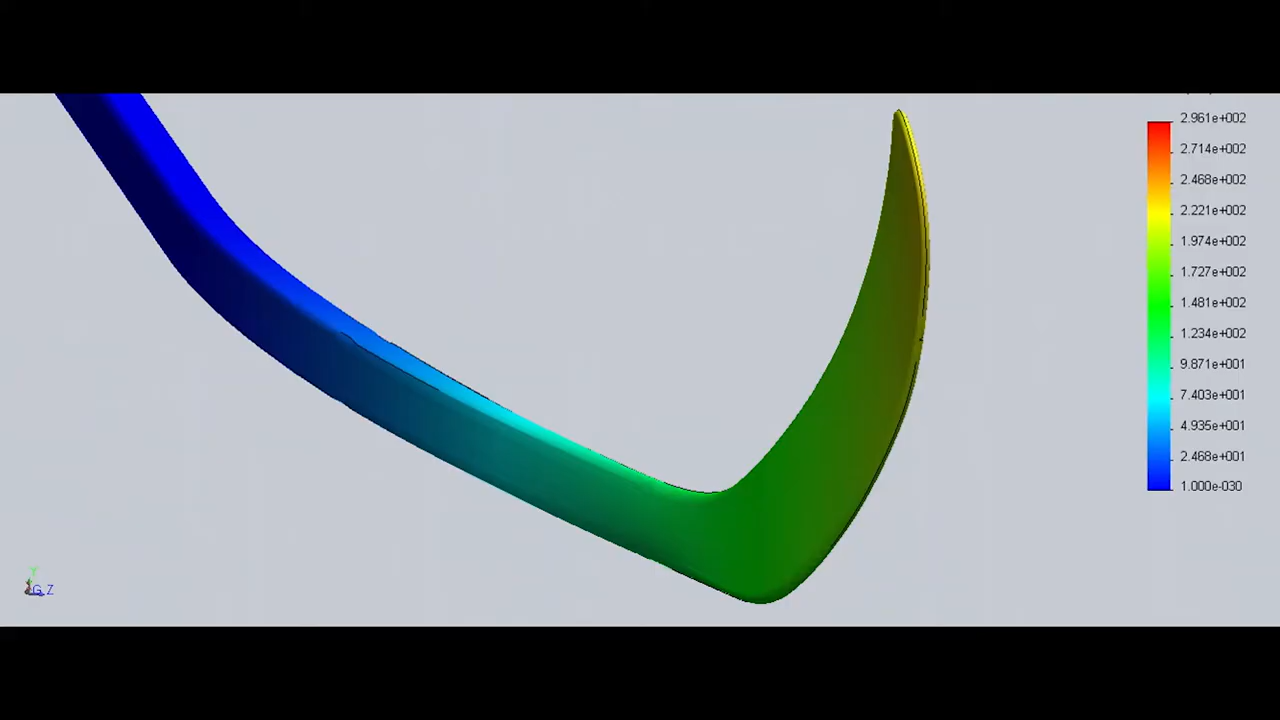 2.961e+002
2.714e+002
2.468e+002
2.221e+002
1.974e+002
1.727e+002
1.481e+002
1.234e+002
9.871e+001
7.403e+001
4.935e+001
2.468e+001
1.000e-030
Y
G Z